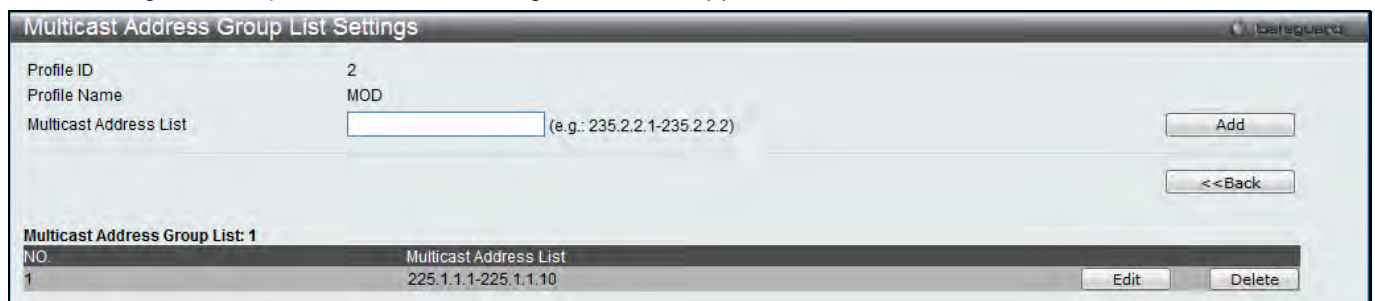 Multicast Address Group List Settings
Safeguard
Profile ID 2
Profile Name MOD
Multicast Address List (e.g.: 235.2.2.1-235.2.2.2) Add
<<Back
Multicast Address Group List: 1
NO. Multicast Address List
1 225.1.1.1-225.1.1.10 Edit Delete